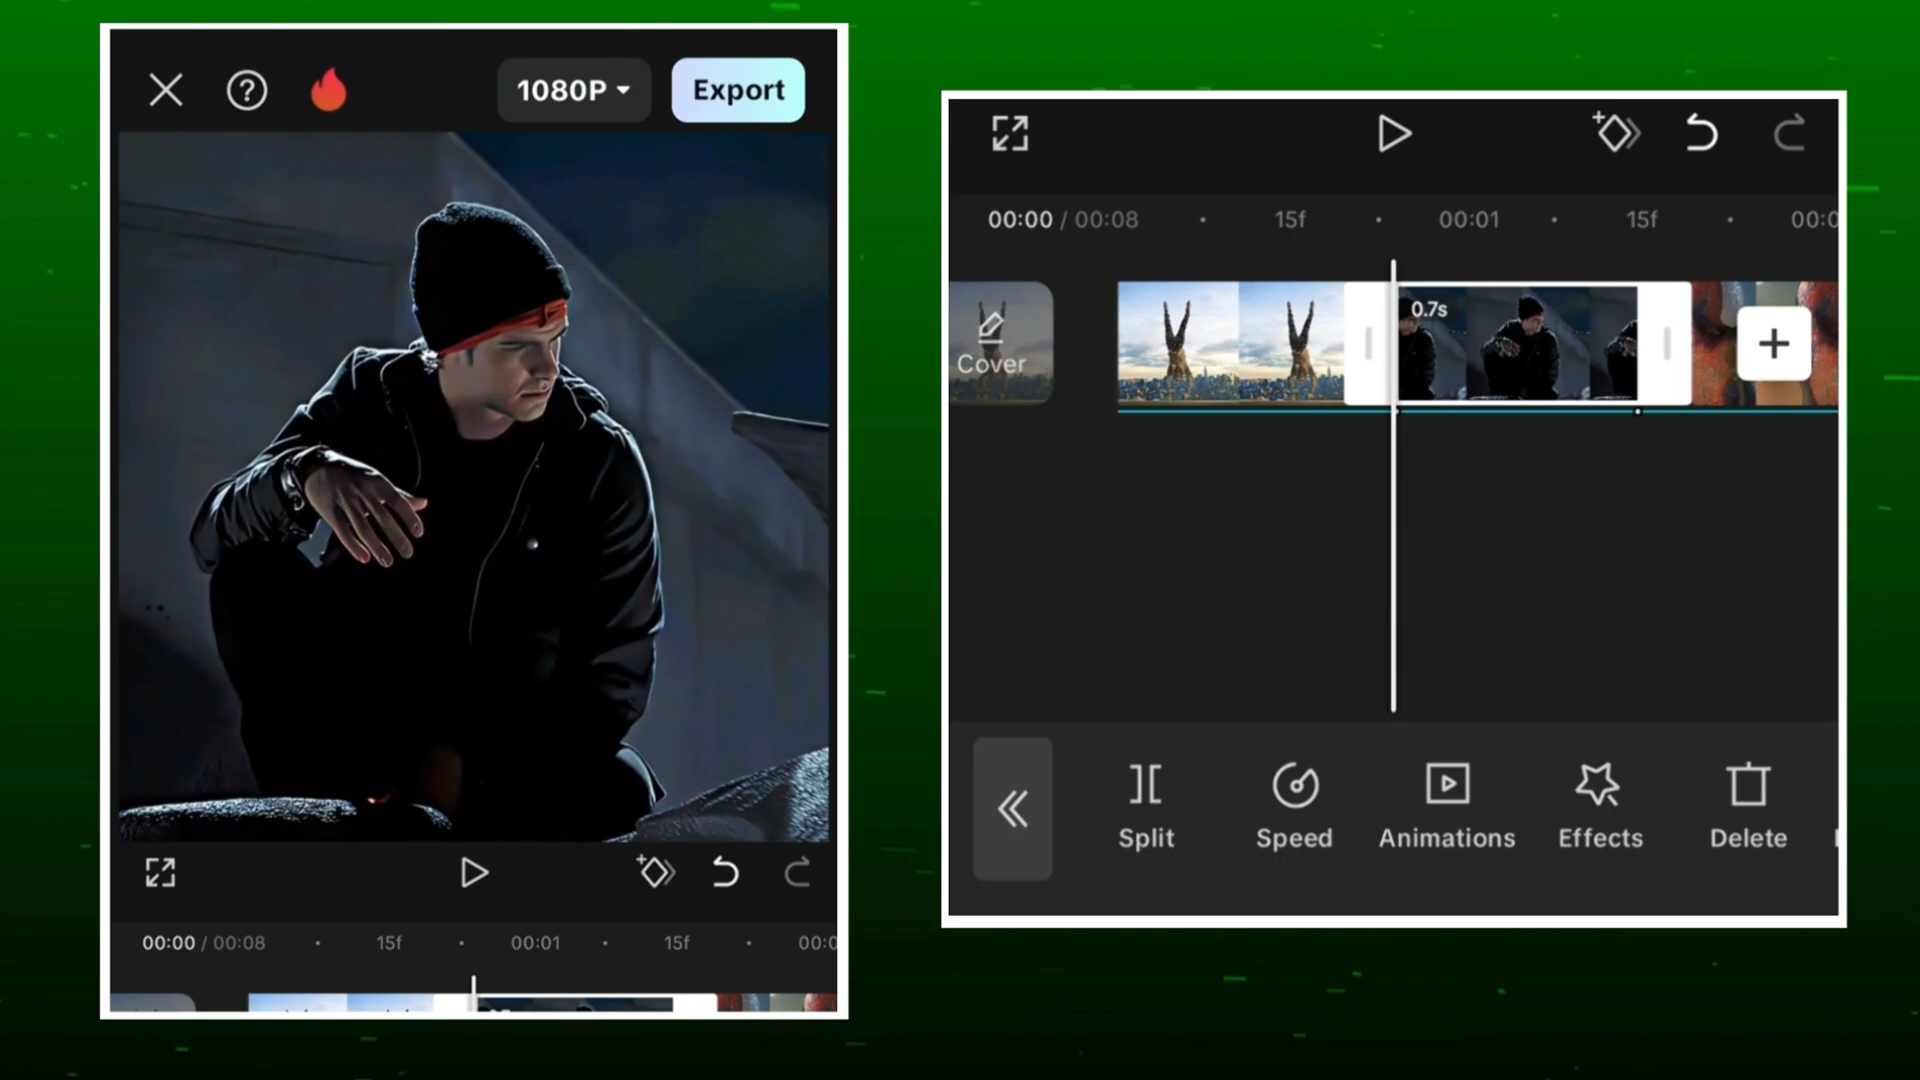 1080P Export
00:00 / 00:08 15f 00:01 15f 00:0
00:00 / 00:08 15f 00:01 15f 00:0
Cover
0.7s
Split Speed Animations Effects Delete